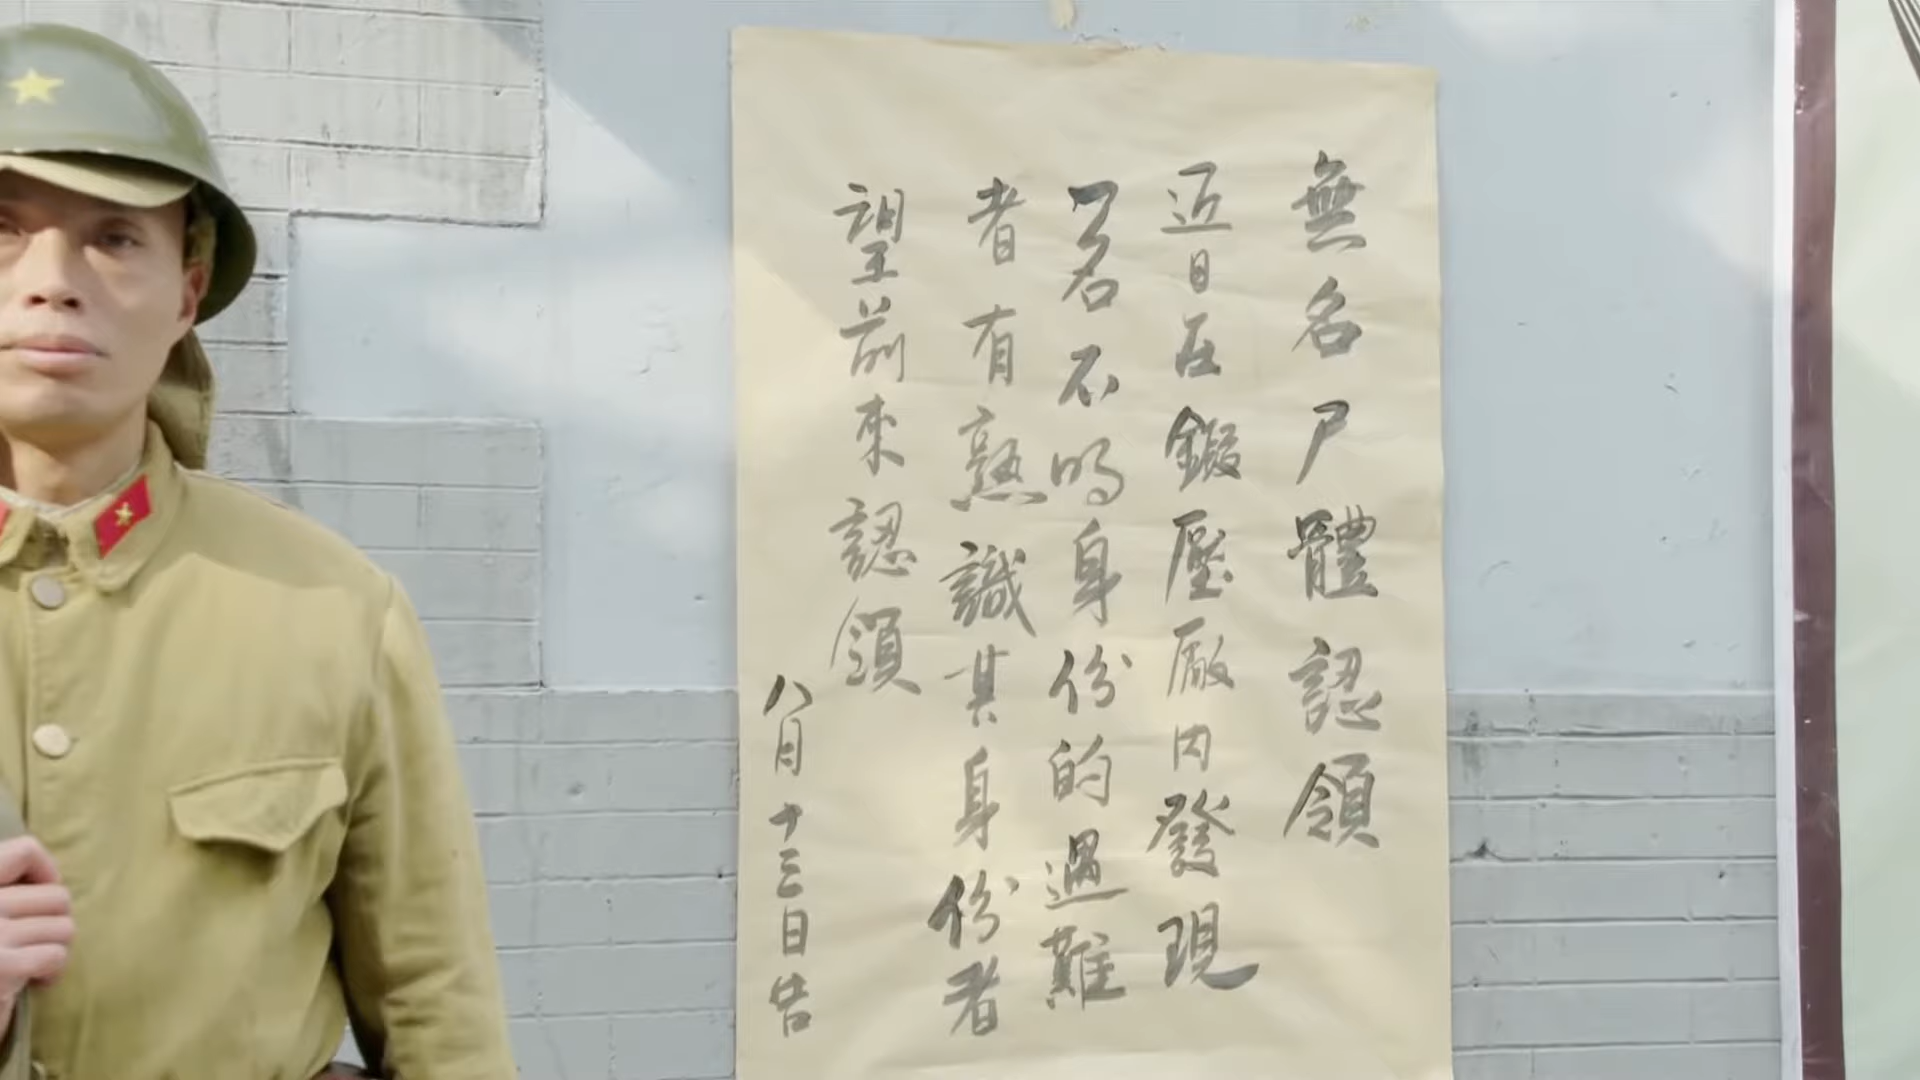 無名尸體認領
近日在鍛壓廠内發現
了名不明身份的遇難
者有熟識其身份者
望前來認領
八月十三日告